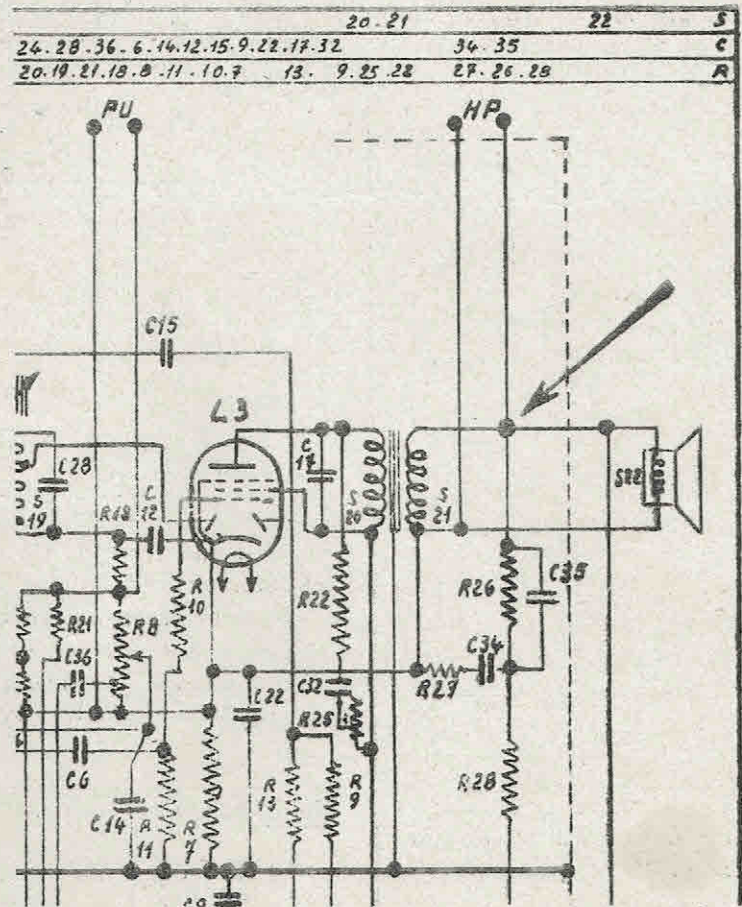 20-21 22 S
24.28.36.6.14.12.15.9.22.17.32 34.35 C
20.19.21.18.8.11.10.7 13. 9.25.22 27.26.28 R
PU HP
C15
L3
C28
C
17
S
19
R18
C
12
S
20
S
21
S22
R
10
R22
R26
C35
R21
R8
C34
C36
C22
C32
R27
R25
C6
R
13
R
9
R28
C14
R
11
R
7
C9